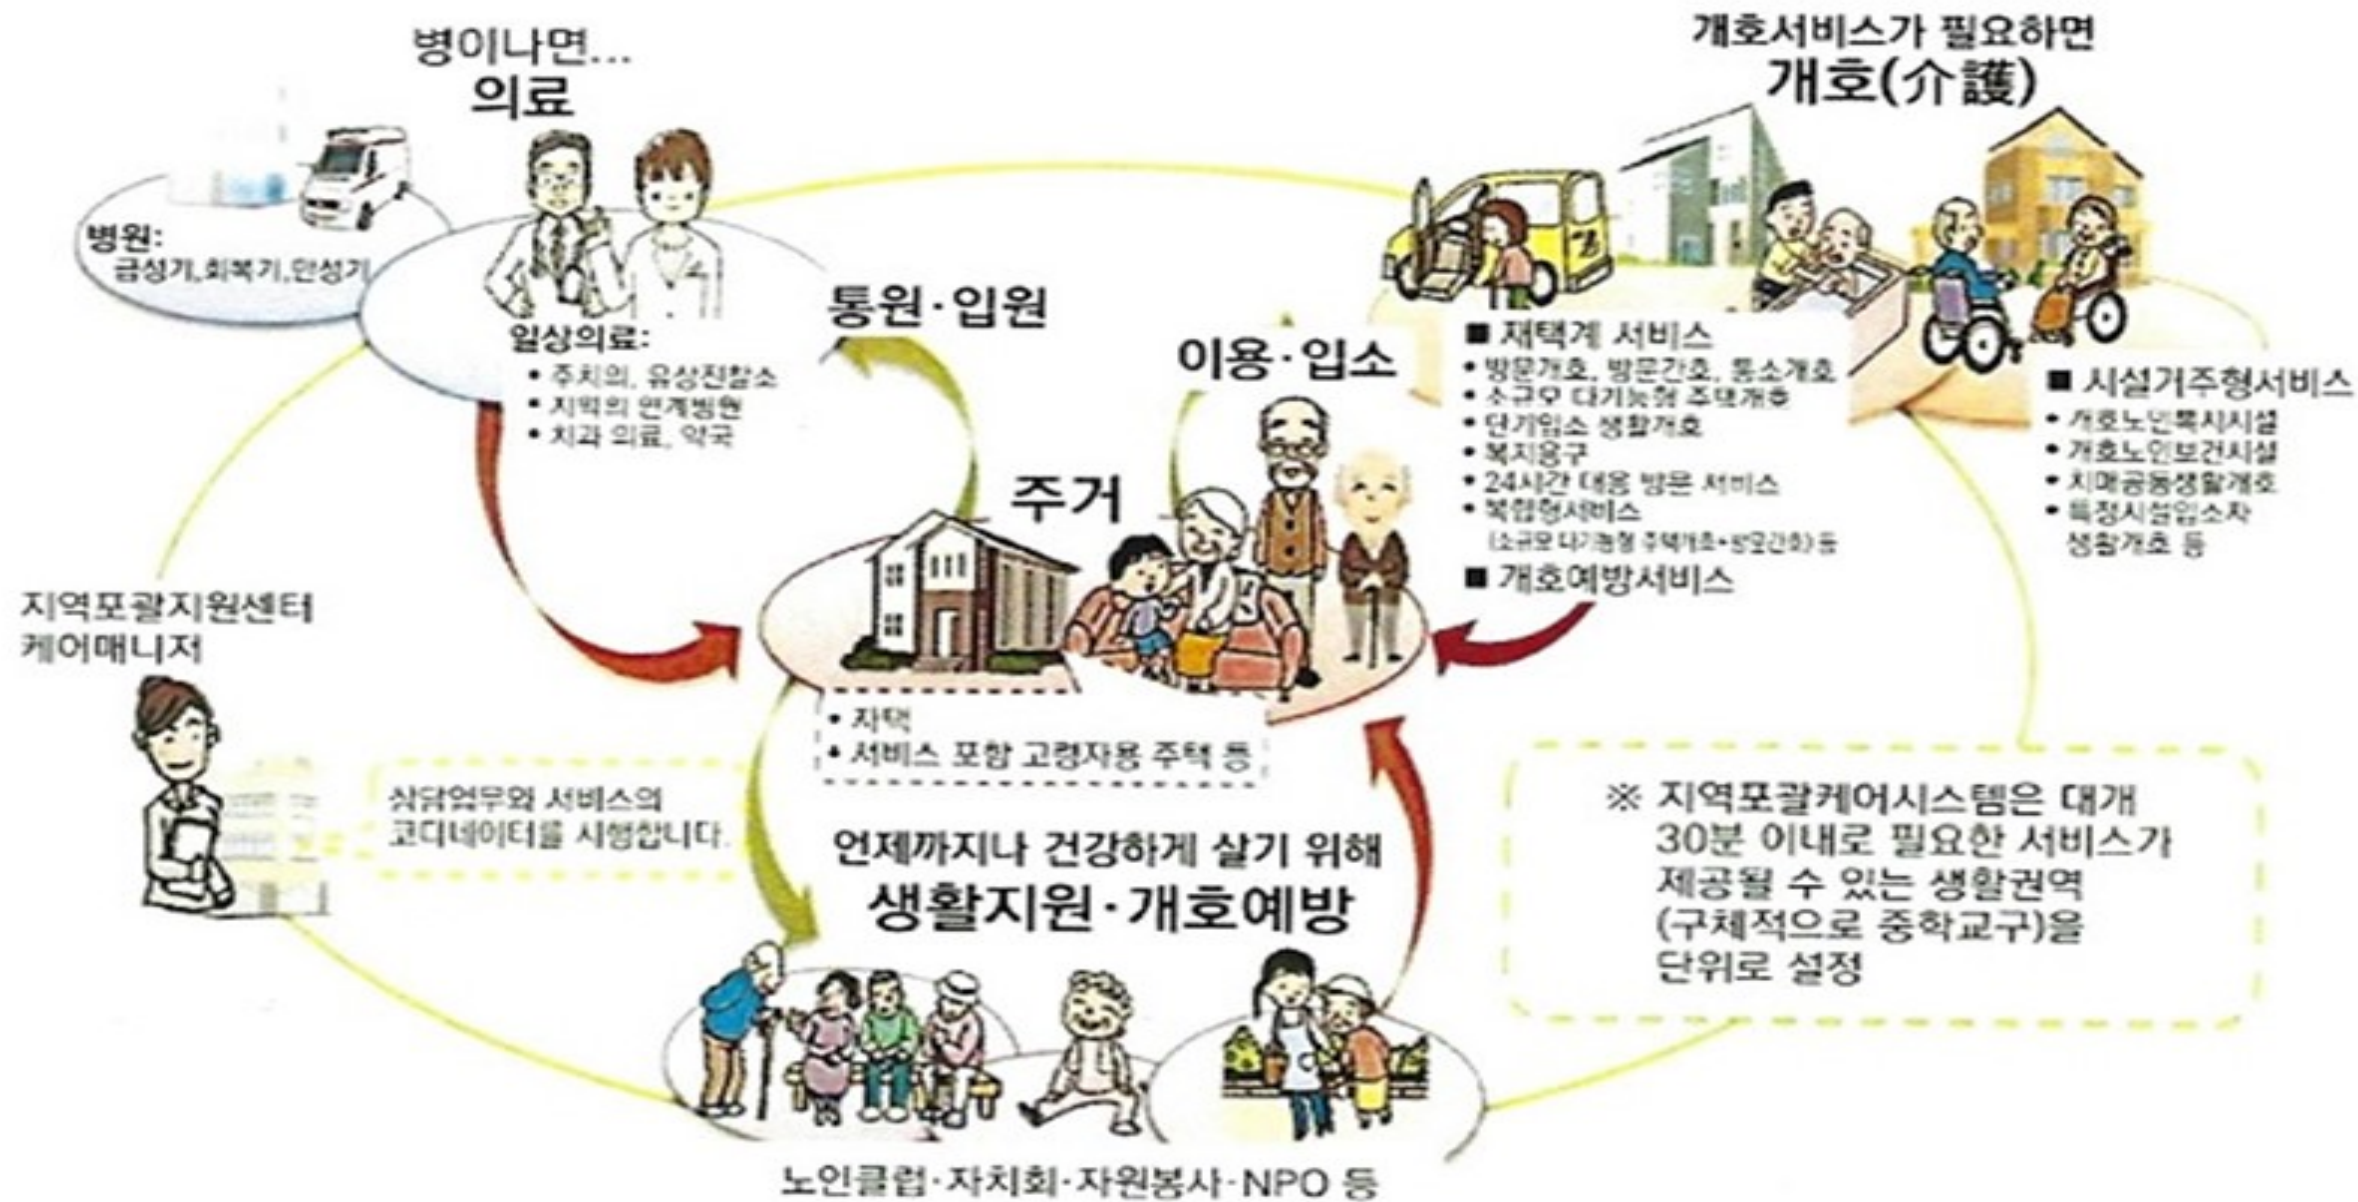 병이나면...
의료
병원:
급성기,회복기,만성기
일상의료:
• 주치의, 유상진찰소
• 지역의 연계병원
• 치과 의료, 약국
통원·입원
개호서비스가 필요하면
개호(介護)
이용·입소
■ 재택계 서비스
• 방문개호, 방문간호, 통소개호
• 소규모 다기능형 주택개호
• 단기입소 생활개호
• 복지용구
• 24시간 대응 방문 서비스
• 복합형서비스
(소규모 다기능형 주택개호+방문간호) 등
■ 개호예방서비스
■ 시설거주형서비스
• 개호노인복지시설
• 개호노인보건시설
• 치매공동생활개호
• 특정시설입소자
생활개호 등
주거
• 자택
• 서비스 포함 고령자용 주택 등
지역포괄지원센터
케어매니저
상담업무와 서비스의
코디네이터를 시행합니다.
언제까지나 건강하게 살기 위해
생활지원·개호예방
노인클럽·자치회·자원봉사·NPO 등
※ 지역포괄케어시스템은 대개
30분 이내로 필요한 서비스가
제공될 수 있는 생활권역
(구체적으로 중학교구)을
단위로 설정